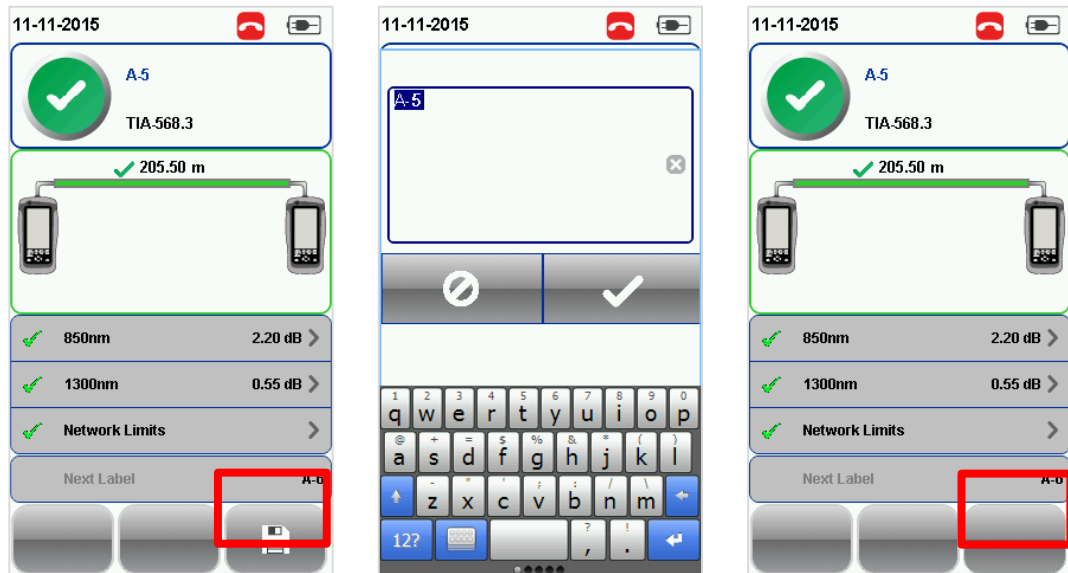 11-11-2015
A-5
TIA-568.3
205.50 m
850nm 2.20 dB
1300nm 0.55 dB
Network Limits
Next Label A-6
11-11-2015
A-5
1 2 3 4 5 6 7 8 9 0
q w e r t y u i o p
@ + = $ % & * ( )
a s d f g h j k l
- " ' ; : / \
z x c v b n m
? !
12? , .
11-11-2015
A-5
TIA-568.3
205.50 m
850nm 2.20 dB
1300nm 0.55 dB
Network Limits
Next Label A-6